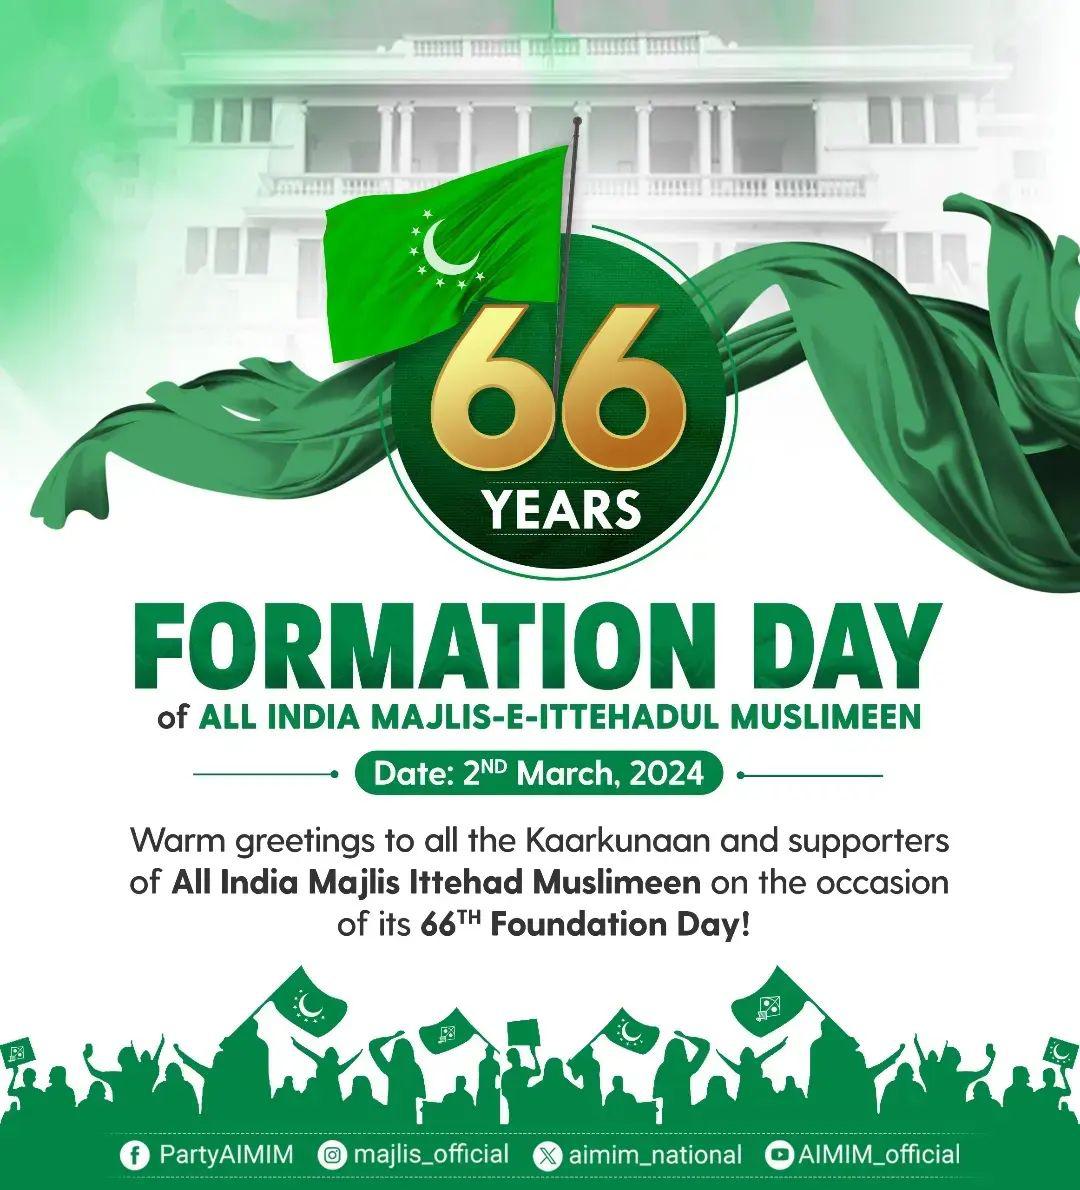 66
YEARS
FORMATION DAY
of ALL INDIA MAJLIS-E-ITTEHADUL MUSLIMEEN
Date: 2ND March, 2024
Warm greetings to all the Kaarkunaan and supporters
of All India Majlis Ittehad Muslimeen on the occasion
of its 66TH Foundation Day!
PartyAIMIM majlis_official aimim_national AIMIM_official